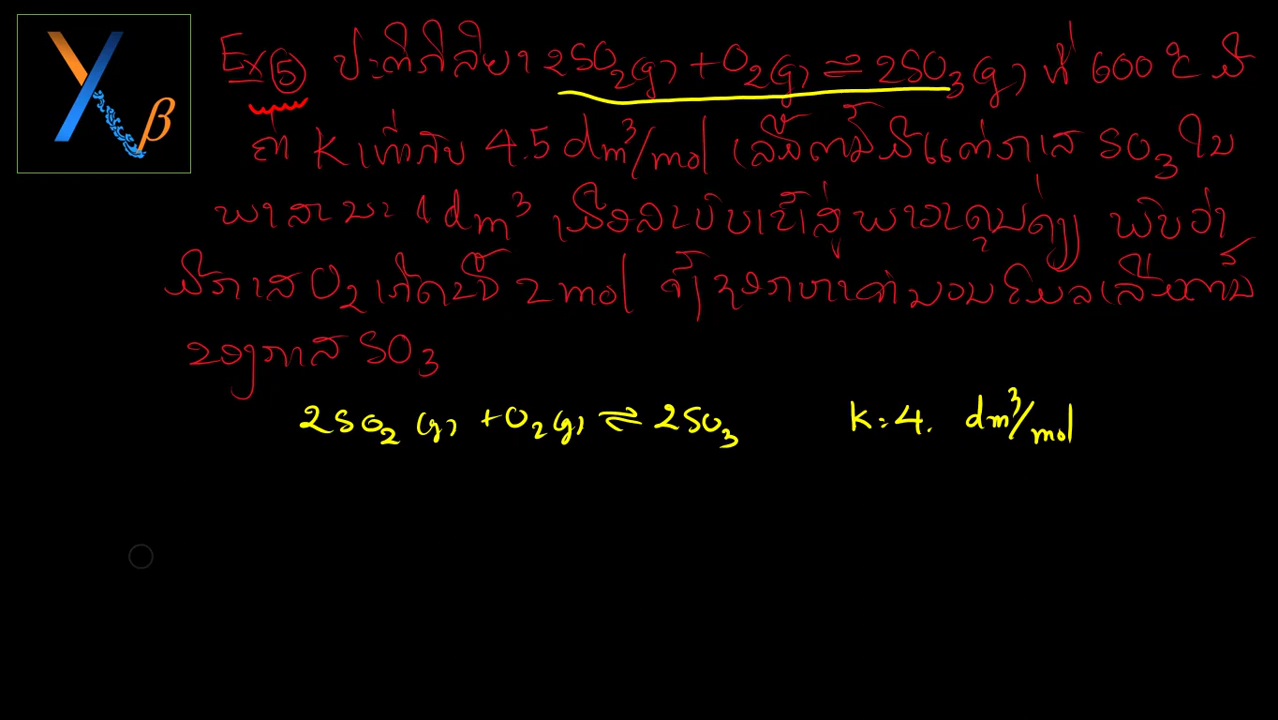 Xβ
Ex⑤ ປະຕິກິລິຍາ 2SO₂(g) + O₂(g) ⇌ 2SO₃(g) ທີ່ 600 ℃ ມີ
ຄ່າ K ເທົ່າກັບ 4.5 dm³/mol ເລີ່ມຕົ້ນມີແຕ່ກາສ SO₃ ໃນ
ພາສະນະ 1 dm³ ເມື່ອລະບົບເຂົ້າສູ່ພາວະດຸນດ່ຽງ ພົບວ່າ
ມີກາສ O₂ ເກີດຂຶ້ນ 2 mol ຈົ່ງຊອກຫາຄ່າຈຳນວນໂມລເລີ່ມຕົ້ນ
ຂອງກາສ SO₃
2SO₂ (g) + O₂(g) ⇌ 2SO₃ K = 4. dm³/mol